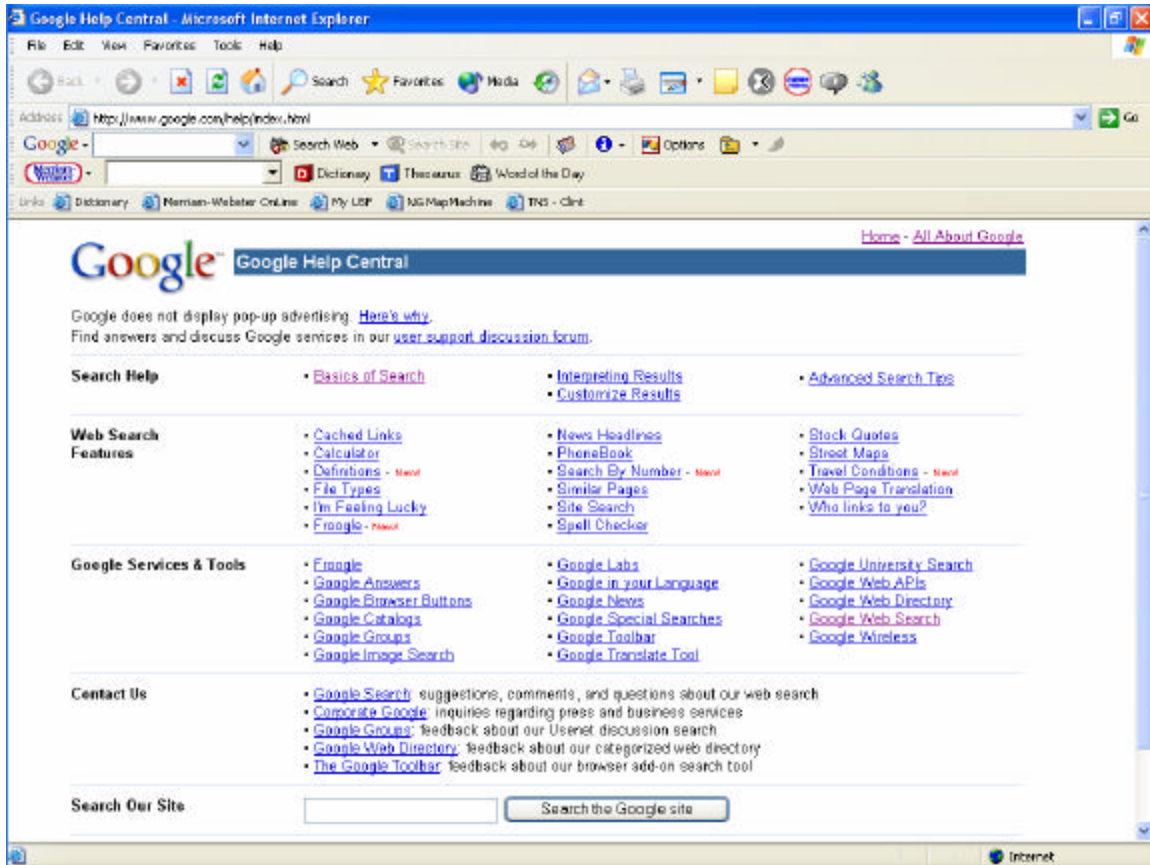 Google Help Central - Microsoft Internet Explorer
File Edit View Favorites Tools Help
Back Search Favorites Media
Address http://www.google.com/help/index.html Go
Google - Search Web Search Site Options
Merriam-Webster - Dictionary Thesaurus Word of the Day
Links Dictionary Merriam-Webster OnLine My USP NG MapMachine TNS - Clint
Home - All About Google
Google™ Google Help Central
Google does not display pop-up advertising. Here's why.
Find answers and discuss Google services in our user support discussion forum.
Search Help • Basics of Search • Interpreting Results • Advanced Search Tips
• Customize Results
Web Search • Cached Links • News Headlines • Stock Quotes
Features • Calculator • PhoneBook • Street Maps
• Definitions - New! • Search By Number - New! • Travel Conditions - New!
• File Types • Similar Pages • Web Page Translation
• I'm Feeling Lucky • Site Search • Who links to you?
• Froogle - New! • Spell Checker
Google Services & Tools • Froogle • Google Labs • Google University Search
• Google Answers • Google in your Language • Google Web APIs
• Google Browser Buttons • Google News • Google Web Directory
• Google Catalogs • Google Special Searches • Google Web Search
• Google Groups • Google Toolbar • Google Wireless
• Google Image Search • Google Translate Tool
Contact Us • Google Search: suggestions, comments, and questions about our web search
• Corporate Google: inquiries regarding press and business services
• Google Groups: feedback about our Usenet discussion search
• Google Web Directory: feedback about our categorized web directory
• The Google Toolbar: feedback about our browser add-on search tool
Search Our Site Search the Google site
Internet